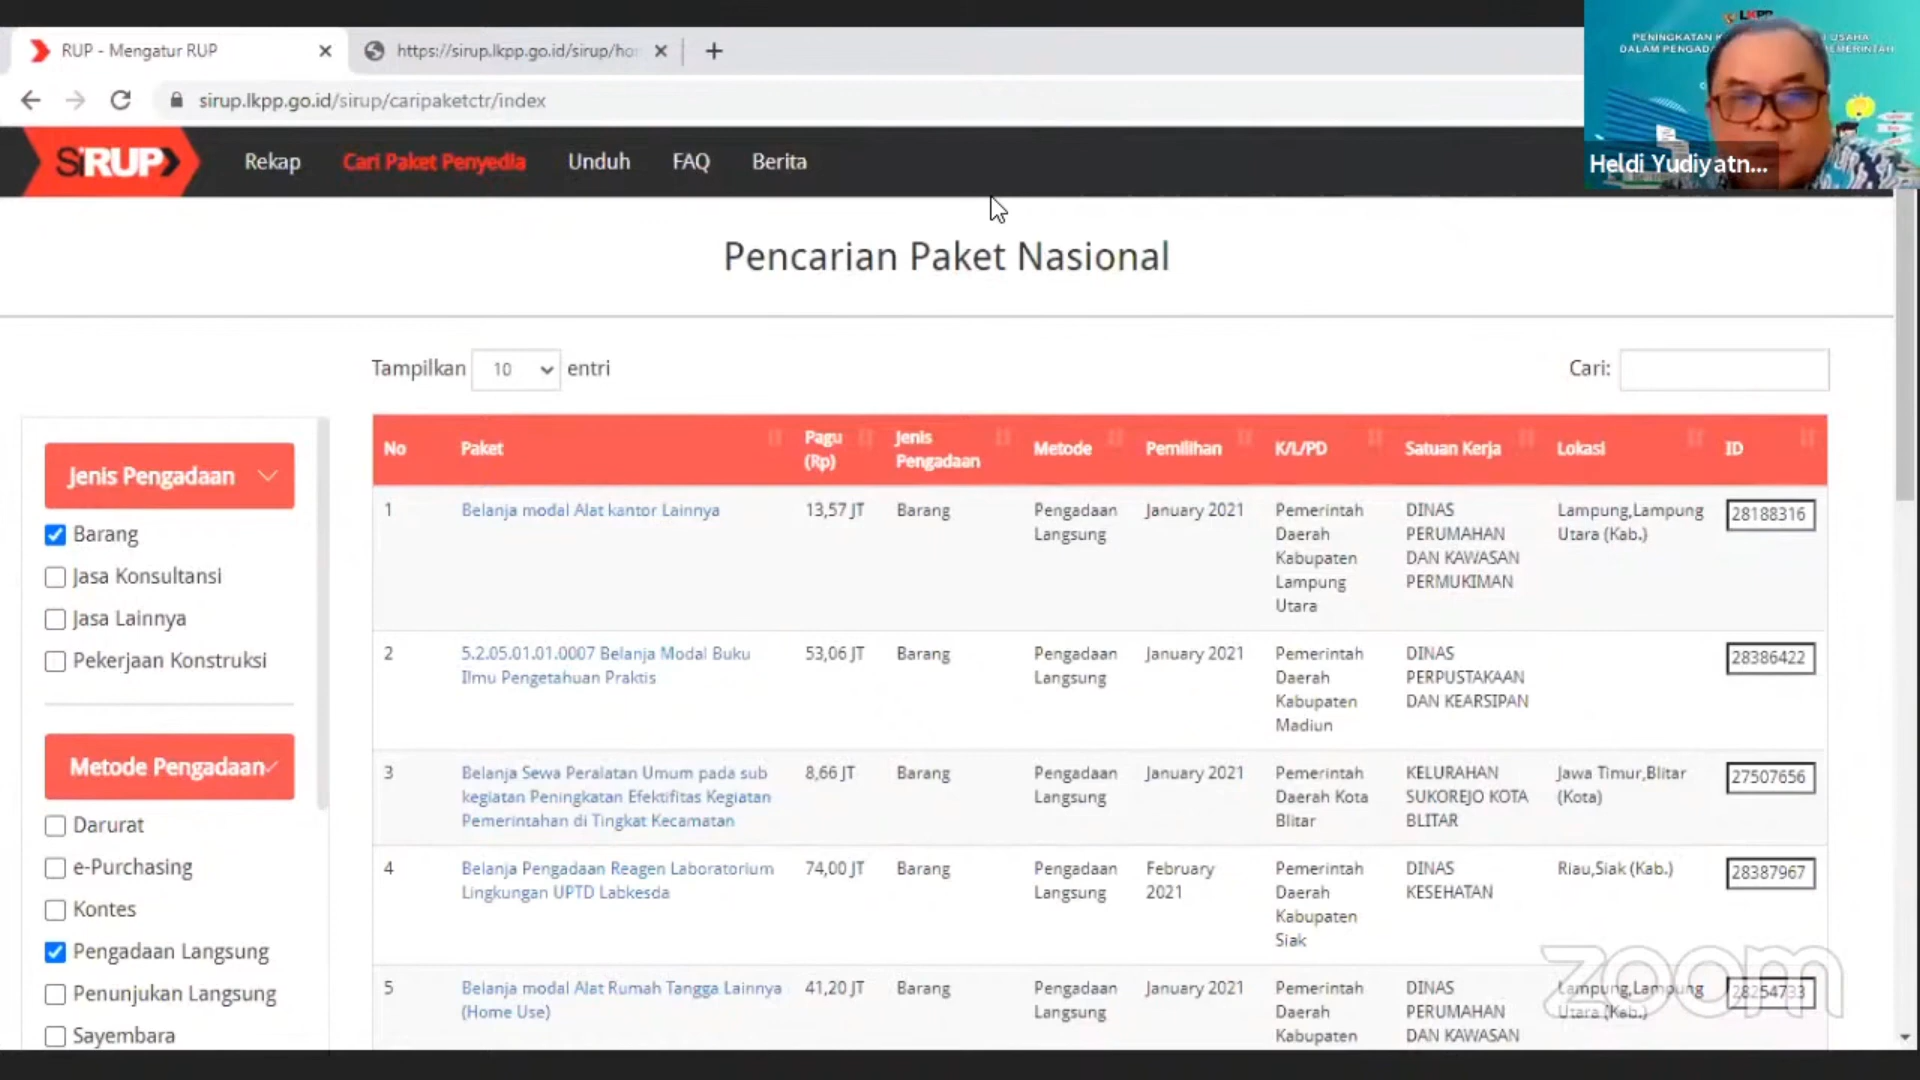 RUP - Mengatur RUP
https://sirup.lkpp.go.id/sirup/ho
sirup.lkpp.go.id/sirup/caripaketctr/index
LKPP
PENINGKATAN
USAHA
DALAM PENGAD
Heldi Yudiyatn...
SiRUP
Rekap
Cari Paket Penyedia
Unduh
FAQ
Berita
Pencarian Paket Nasional
Tampilkan 10 entri
Cari:
Jenis Pengadaan
Barang
Jasa Konsultansi
Jasa Lainnya
Pekerjaan Konstruksi
Metode Pengadaan
Darurat
e-Purchasing
Kontes
Pengadaan Langsung
Penunjukan Langsung
Sayembara
No
Paket
Pagu
(Rp)
Jenis
Pengadaan
Metode
Pemilihan
K/L/PD
Satuan Kerja
Lokasi
ID
1
Belanja modal Alat kantor Lainnya
13,57 JT
Barang
Pengadaan
Langsung
January 2021
Pemerintah
Daerah
Kabupaten
Lampung
Utara
DINAS
PERUMAHAN
DAN KAWASAN
PERMUKIMAN
Lampung,Lampung
Utara (Kab.)
28188316
2
5.2.05.01.01.0007 Belanja Modal Buku
Ilmu Pengetahuan Praktis
53,06 JT
Barang
Pengadaan
Langsung
January 2021
Pemerintah
Daerah
Kabupaten
Madiun
DINAS
PERPUSTAKAAN
DAN KEARSIPAN
28386422
3
Belanja Sewa Peralatan Umum pada sub
kegiatan Peningkatan Efektifitas Kegiatan
Pemerintahan di Tingkat Kecamatan
8,66 JT
Barang
Pengadaan
Langsung
January 2021
Pemerintah
Daerah Kota
Blitar
KELURAHAN
SUKOREJO KOTA
BLITAR
Jawa Timur,Blitar
(Kota)
27507656
4
Belanja Pengadaan Reagen Laboratorium
Lingkungan UPTD Labkesda
74,00 JT
Barang
Pengadaan
Langsung
February
2021
Pemerintah
Daerah
Kabupaten
Siak
DINAS
KESEHATAN
Riau,Siak (Kab.)
28387967
5
Belanja modal Alat Rumah Tangga Lainnya
(Home Use)
41,20 JT
Barang
Pengadaan
Langsung
January 2021
Pemerintah
Daerah
Kabupaten
DINAS
PERUMAHAN
DAN KAWASAN
Lampung,Lampung
Utara (Kab.)
28254733
zoom